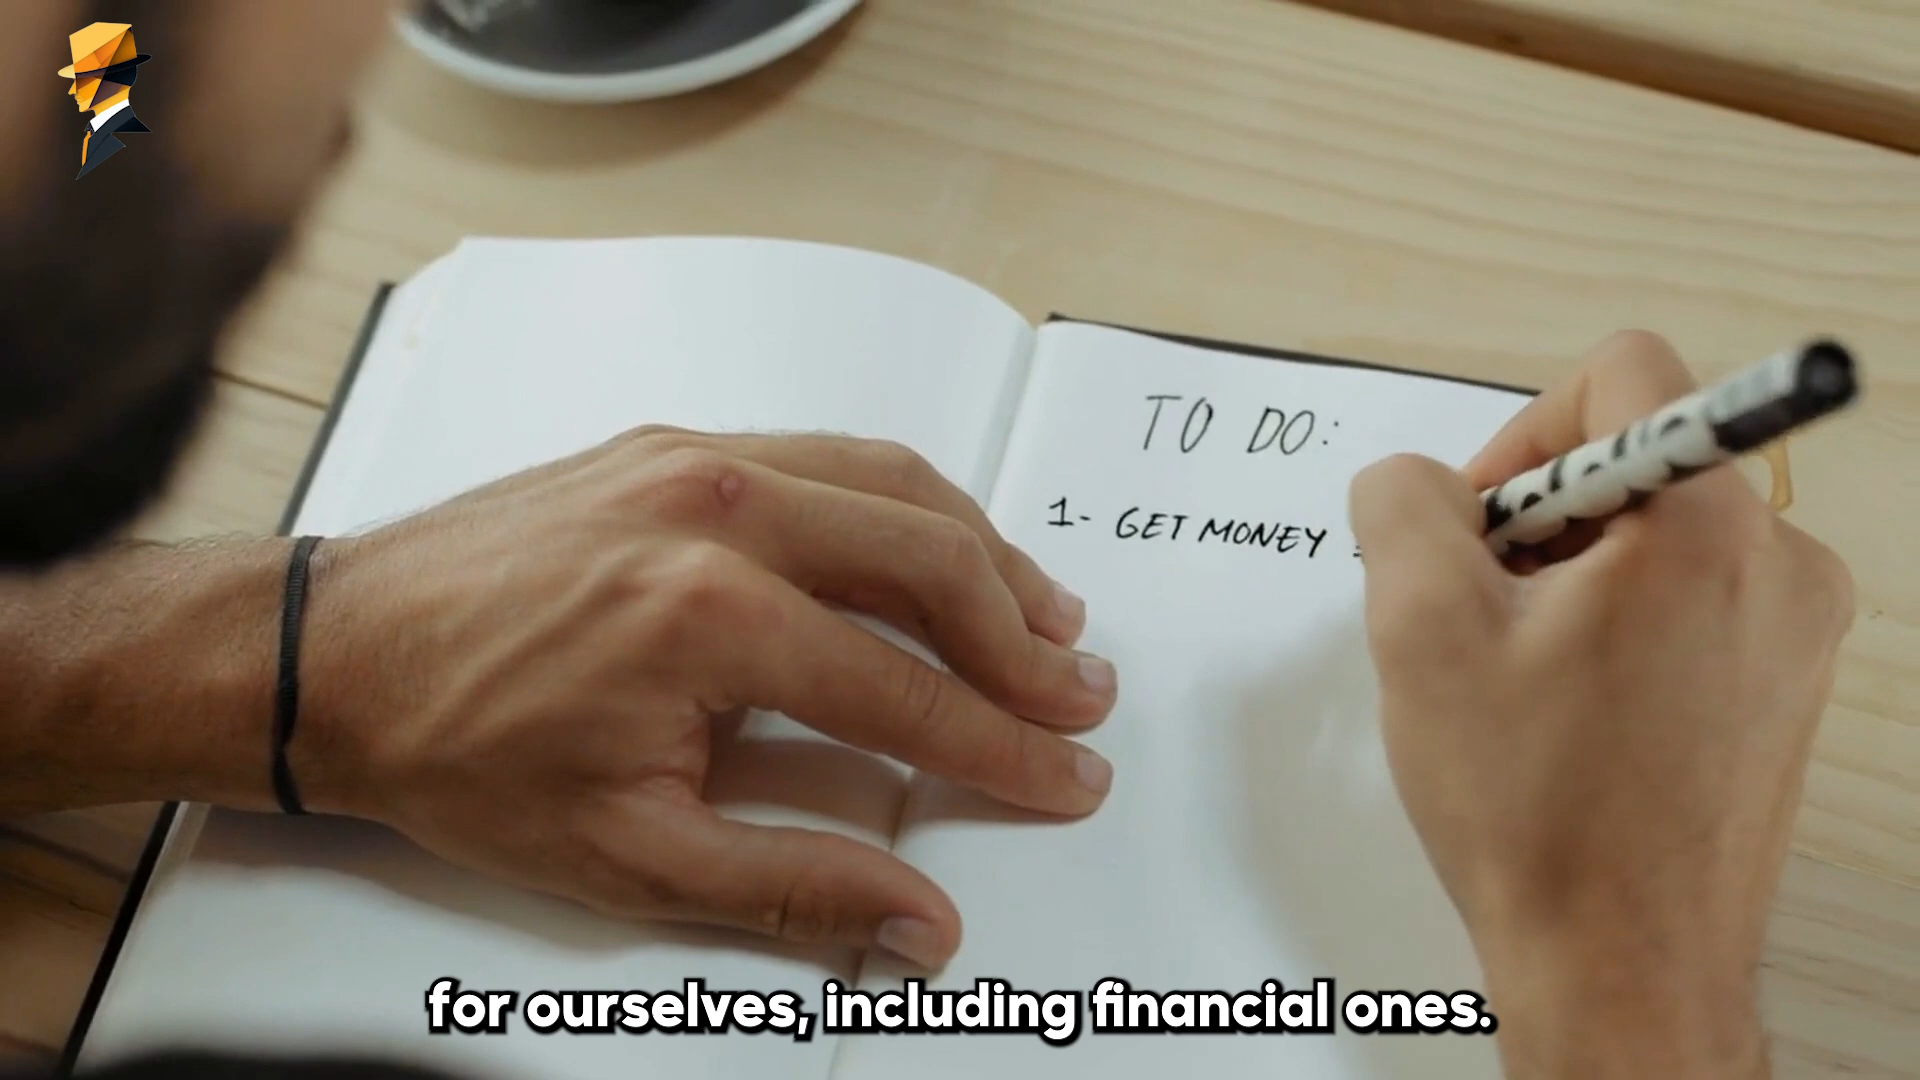 TO DO:
1- GET MONEY
for ourselves, including financial ones.